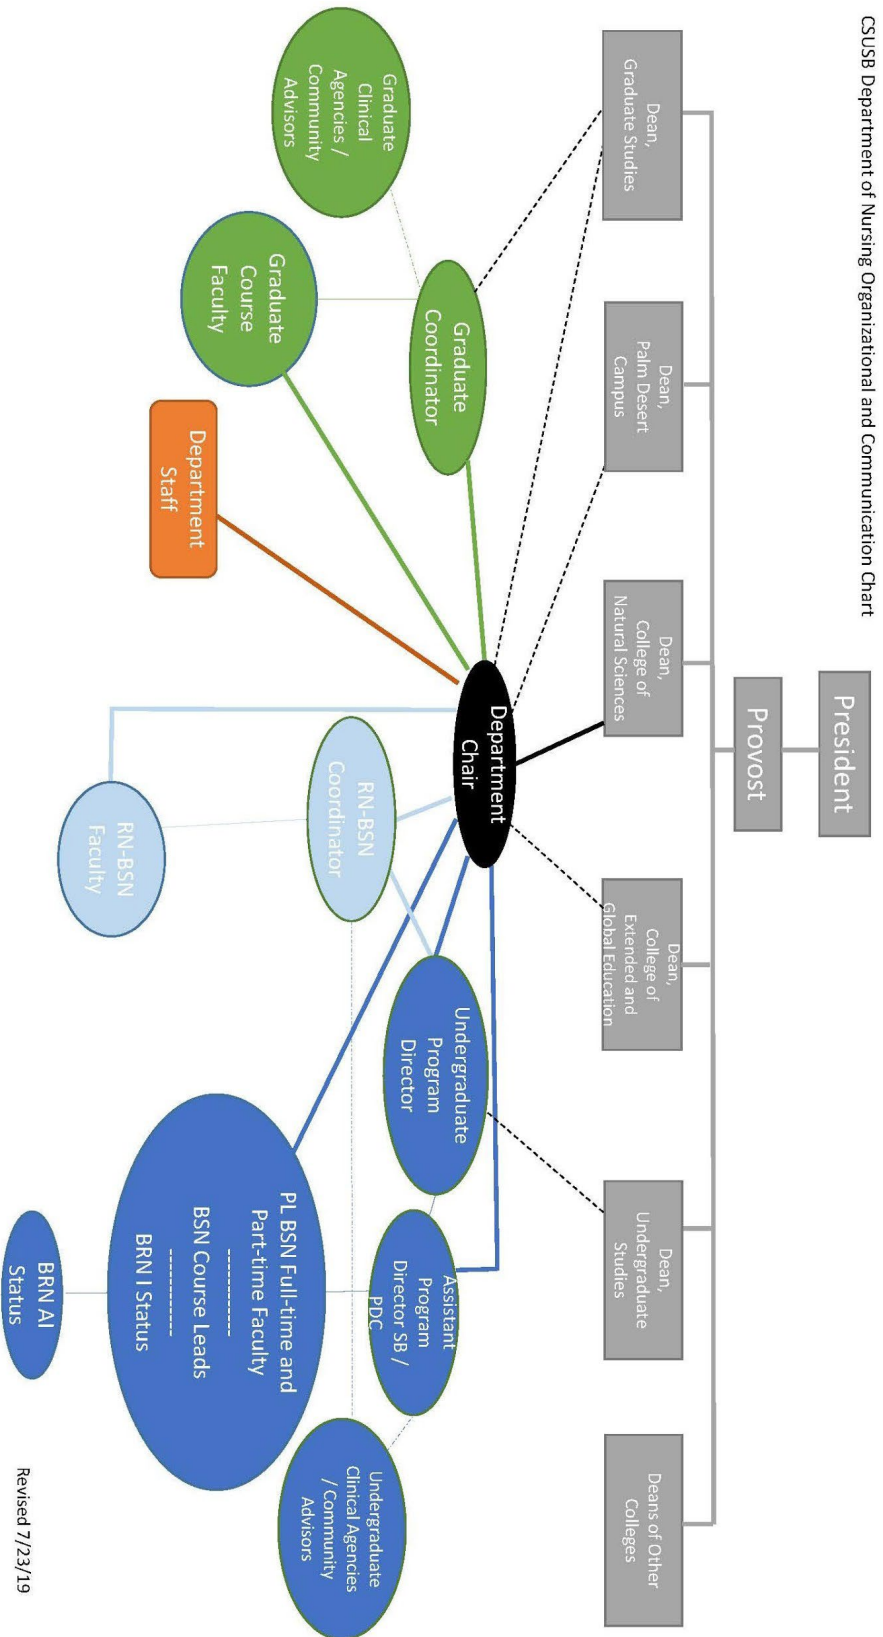 CSUSB Department of Nursing Organizational and Communication Chart
President
Provost
Dean,
Graduate Studies
Dean,
Palm Desert
Campus
Dean,
College of
Natural Sciences
Dean,
College of
Extended and
Global Education
Dean,
Undergraduate
Studies
Deans of Other
Colleges
Department
Chair
Graduate
Coordinator
Graduate
Clinical
Agencies /
Community
Advisors
Graduate
Course
Faculty
Department
Staff
RN-BSN
Coordinator
RN-BSN
Faculty
Undergraduate
Program
Director
Assistant
Program
Director SB /
PDC
Undergraduate
Clinical Agencies
/ Community
Advisors
PL BSN Full-time and
Part-time Faculty
------------
BSN Course Leads
------------
BRN I Status
BRN AI
Status
Revised 7/23/19